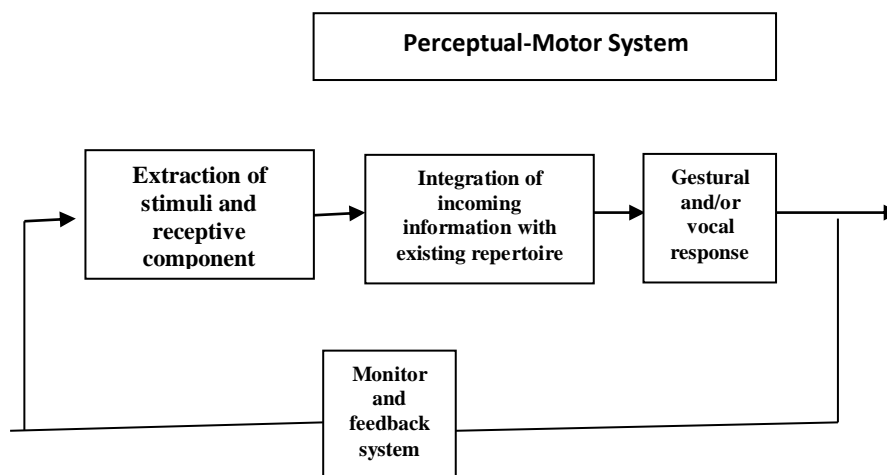 Perceptual-Motor System
Extraction of
stimuli and
receptive
component
Integration of
incoming
information with
existing repertoire
Gestural
and/or
vocal
response
Monitor
and
feedback
system